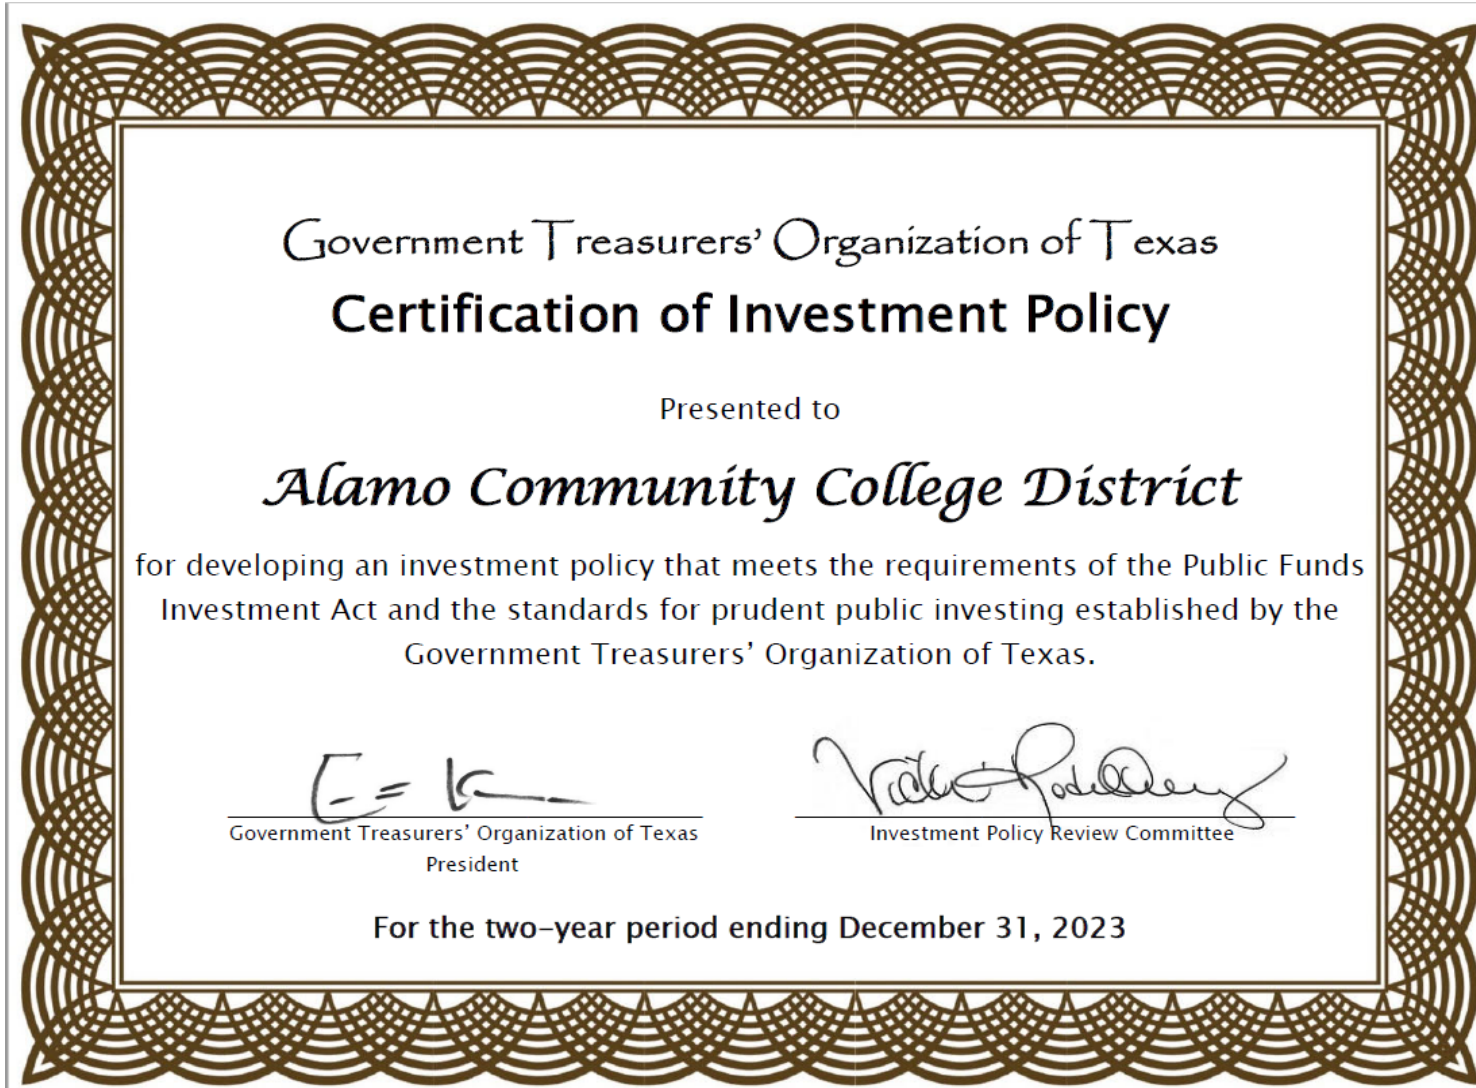 Government Treasurers’ Organization of Texas
Certification of Investment Policy
Presented to
Alamo Community College District
for developing an investment policy that meets the requirements of the Public Funds
Investment Act and the standards for prudent public investing established by the
Government Treasurers’ Organization of Texas.
Government Treasurers’ Organization of Texas
President
Investment Policy Review Committee
For the two-year period ending December 31, 2023